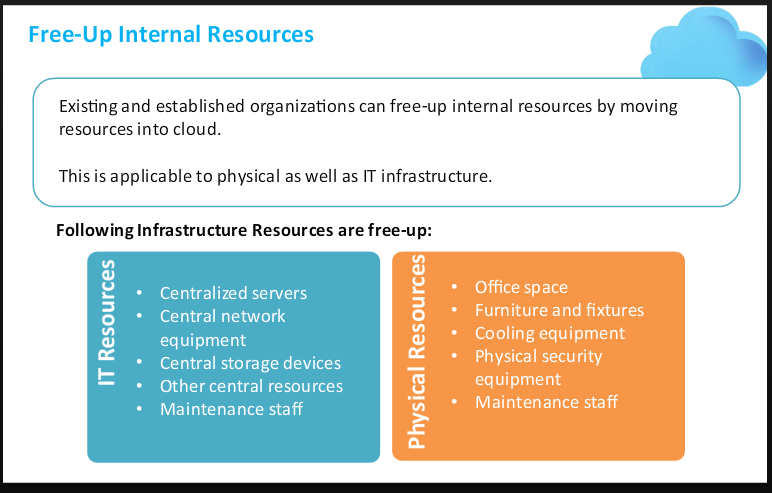 Free-Up Internal Resources
Existing and established organizations can free-up internal resources by moving
resources into cloud.
This is applicable to physical as well as IT infrastructure.
Following Infrastructure Resources are free-up:
IT Resources
• Centralized servers
• Central network
equipment
• Central storage devices
• Other central resources
• Maintenance staff
Physical Resources
• Office space
• Furniture and fixtures
• Cooling equipment
• Physical security
equipment
• Maintenance staff